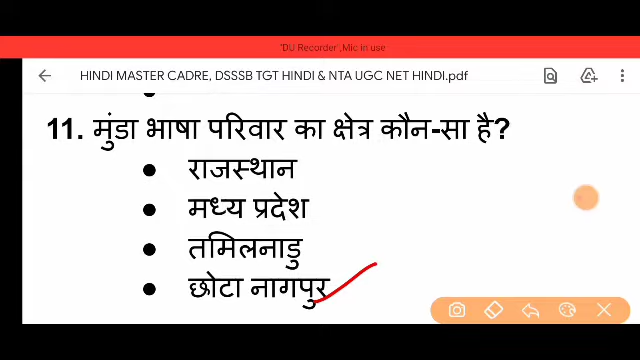 "DU Recorder",Mic in use
HINDI MASTER CADRE, DSSSB TGT HINDI & NTA UGC NET HINDI.pdf
11. मुंडा भाषा परिवार का क्षेत्र कौन-सा है?
● राजस्थान
● मध्य प्रदेश
● तमिलनाडु
● छोटा नागपुर